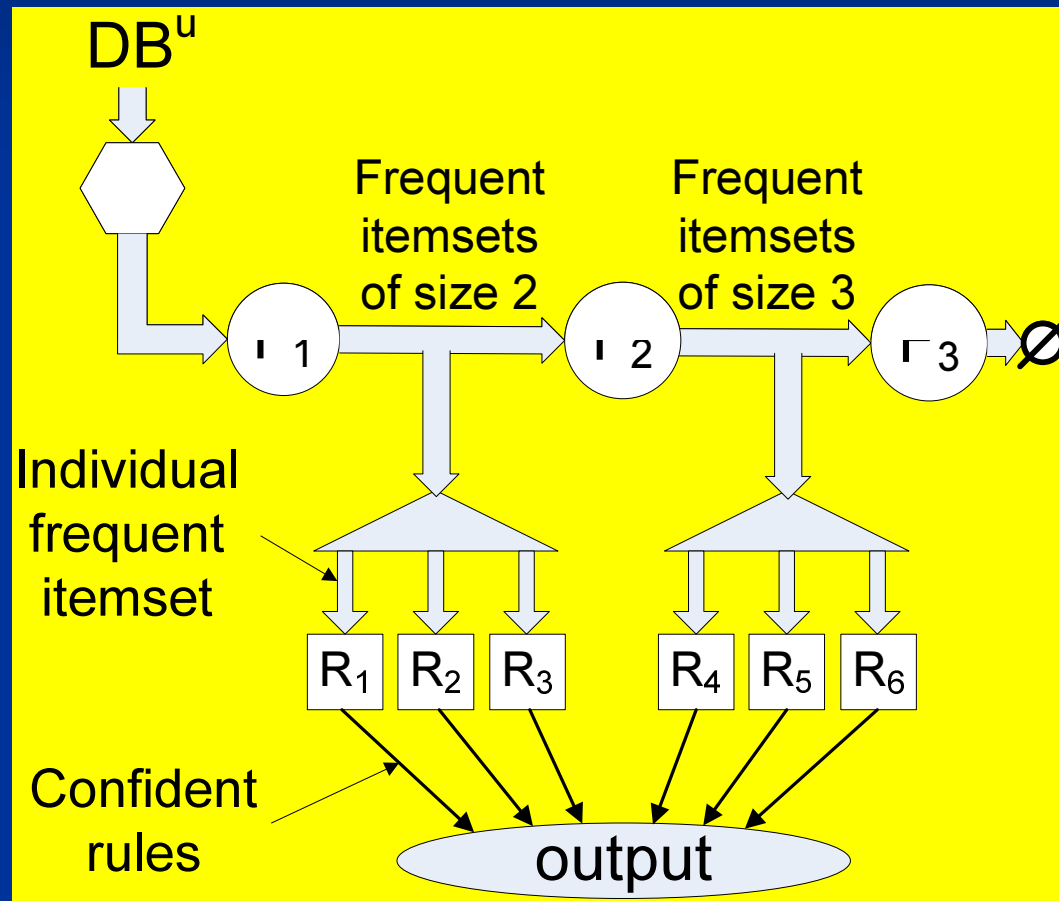 DBᵘ
Frequent
itemsets
of size 2
Frequent
itemsets
of size 3
1
2
3
∅
Individual
frequent
itemset
R₁
R₂
R₃
R₄
R₅
R₆
Confident
rules
output